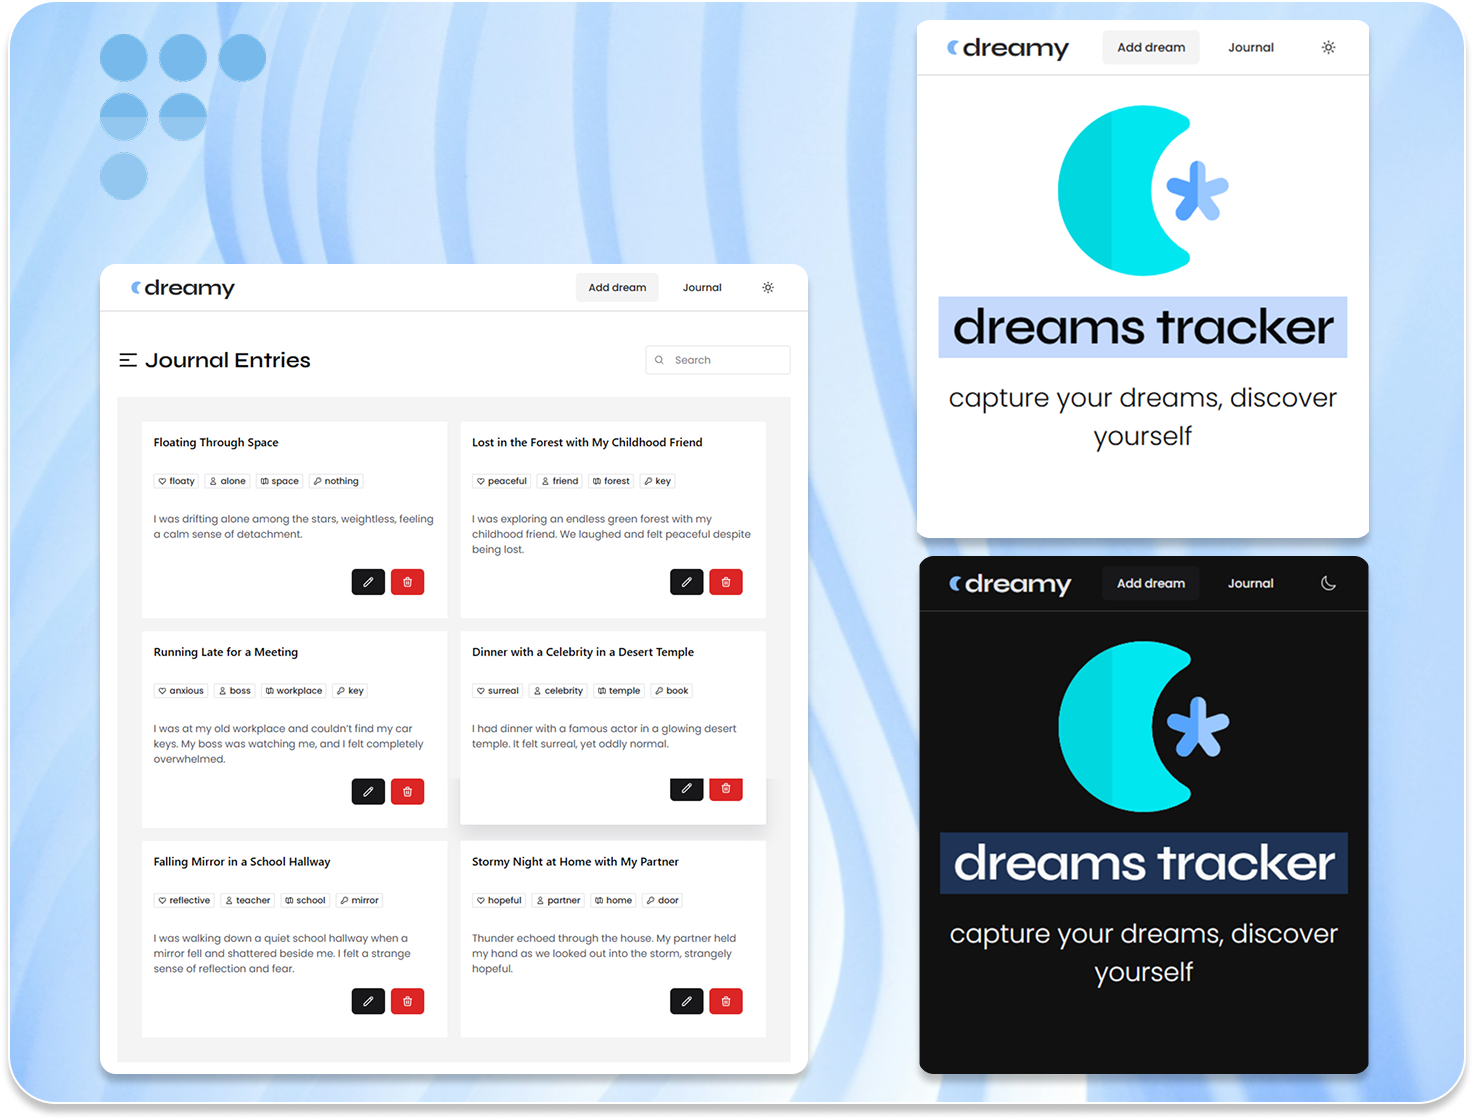 dreamy
Add dream
Journal
Journal Entries
Search
Floating Through Space
floaty
alone
space
nothing
I was drifting alone among the stars, weightless, feeling
a calm sense of detachment.
Lost in the Forest with My Childhood Friend
peaceful
friend
forest
key
I was exploring an endless green forest with my
childhood friend. We laughed and felt peaceful despite
being lost.
Running Late for a Meeting
anxious
boss
workplace
key
I was at my old workplace and couldn't find my car
keys. My boss was watching me, and I felt completely
overwhelmed.
Dinner with a Celebrity in a Desert Temple
surreal
celebrity
temple
book
I had dinner with a famous actor in a glowing desert
temple. It felt surreal, yet oddly normal.
Falling Mirror in a School Hallway
reflective
teacher
school
mirror
I was walking down a quiet school hallway when a
mirror fell and shattered beside me. I felt a strange
sense of reflection and fear.
Stormy Night at Home with My Partner
hopeful
partner
home
door
Thunder echoed through the house. My partner held
my hand as we looked out into the storm, strangely
hopeful.
dreamy
Add dream
Journal
dreams tracker
capture your dreams, discover
yourself
dreamy
Add dream
Journal
dreams tracker
capture your dreams, discover
yourself